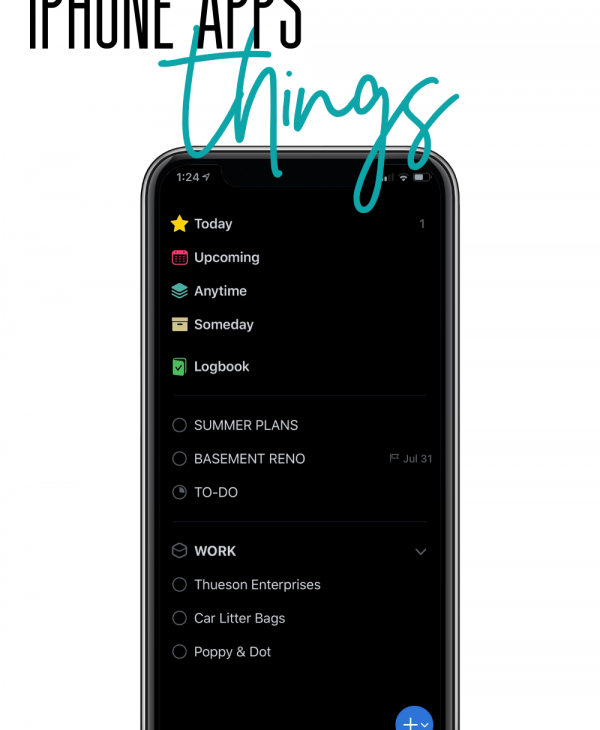 IPHONE APPS
things
1:24
Today 1
Upcoming
Anytime
Someday
Logbook
SUMMER PLANS
BASEMENT RENO Jul 31
TO-DO
WORK
Thueson Enterprises
Car Litter Bags
Poppy & Dot